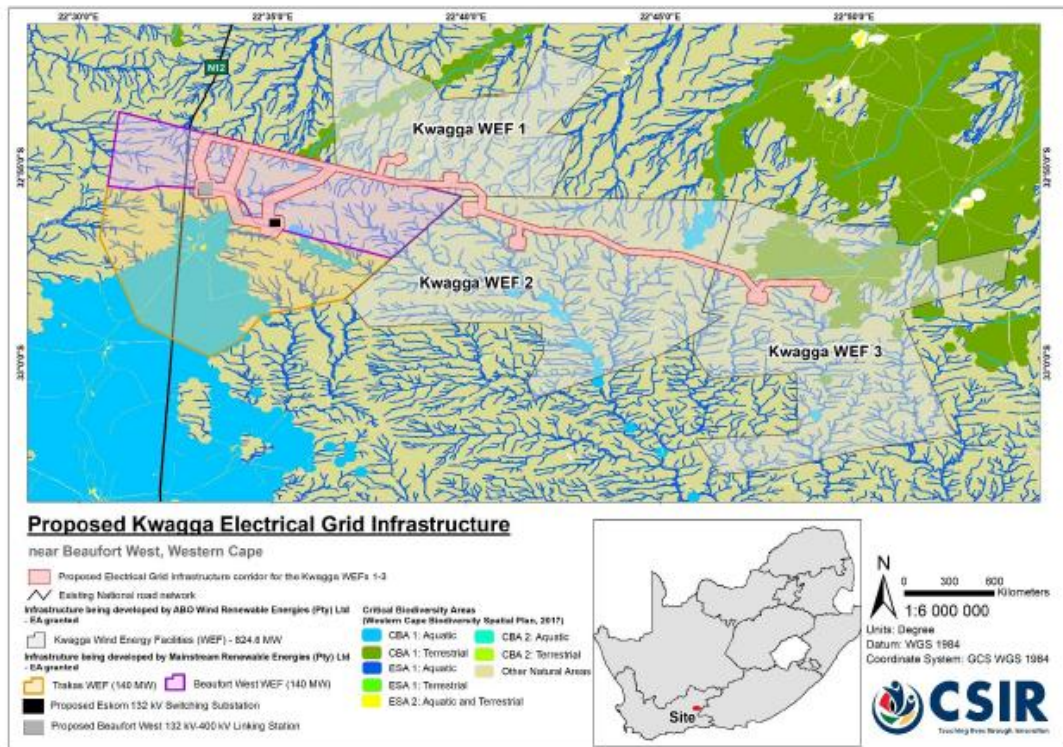 22°30'0"E 22°35'0"E 22°40'0"E 22°45'0"E 22°50'0"E
N12
Kwagga WEF 1
32°55'0"S 32°55'0"S
Kwagga WEF 2
Kwagga WEF 3
33°0'0"S 33°0'0"S
Proposed Kwagga Electrical Grid Infrastructure
near Beaufort West, Western Cape
Proposed Electrical Grid Infrastructure corridor for the Kwagga WEFs 1-3
Existing National road network
Infrastructure being developed by ABO Wind Renewable Energies (Pty) Ltd
- EA granted
Kwagga Wind Energy Facilities (WEF) - 824.6 MW
Infrastructure being developed by Mainstream Renewable Energies (Pty) Ltd
- EA granted
Trakas WEF (140 MW) Beaufort West WEF (140 MW)
Proposed Eskom 132 kV Switching Substation
Proposed Beaufort West 132 kV-400 kV Linking Station
Critical Biodiversity Areas
(Western Cape Biodiversity Spatial Plan, 2017)
CBA 1: Aquatic CBA 2: Aquatic
CBA 1: Terrestrial CBA 2: Terrestrial
ESA 1: Aquatic Other Natural Areas
ESA 1: Terrestrial
ESA 2: Aquatic and Terrestrial
Site
N
0 300 600
Kilometers
1:6 000 000
Units: Degree
Datum: WGS 1984
Coordinate System: GCS WGS 1984
CSIR
Touching lives through innovation